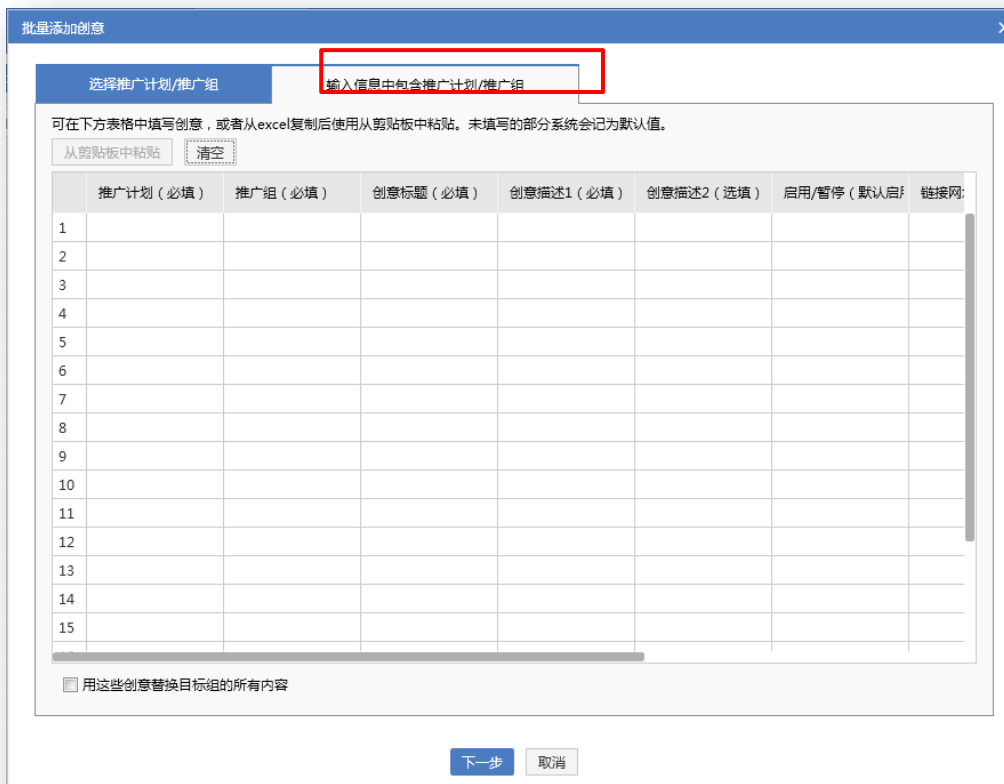 批量添加创意
选择推广计划/推广组
输入信息中包含推广计划/推广组
可在下方表格中填写创意，或者从excel复制后使用从剪贴板中粘贴。未填写的部分系统会记为默认值。
从剪贴板中粘贴 清空
推广计划（必填） 推广组（必填） 创意标题（必填） 创意描述1（必填） 创意描述2（选填） 启用/暂停（默认启用 链接网
1
2
3
4
5
6
7
8
9
10
11
12
13
14
15
用这些创意替换目标组的所有内容
下一步 取消